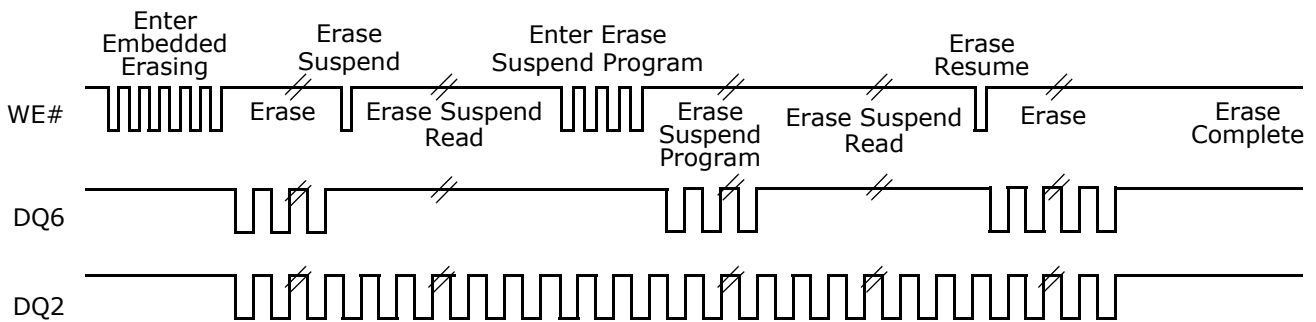 Enter
Embedded
Erasing
Erase
Suspend
Enter Erase
Suspend Program
Erase
Resume
WE#
Erase
Erase Suspend
Read
Erase
Suspend
Program
Erase Suspend
Read
Erase
Erase
Complete
DQ6
DQ2